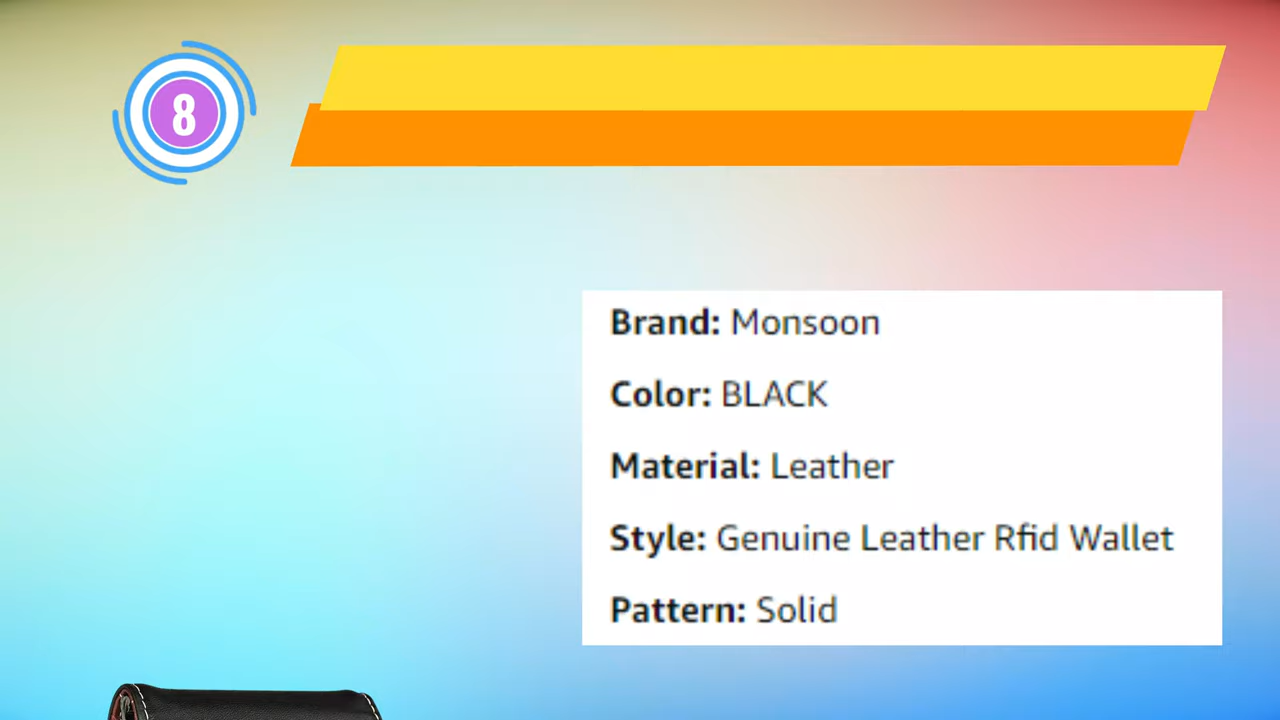 8
Brand: Monsoon
Color: BLACK
Material: Leather
Style: Genuine Leather Rfid Wallet
Pattern: Solid